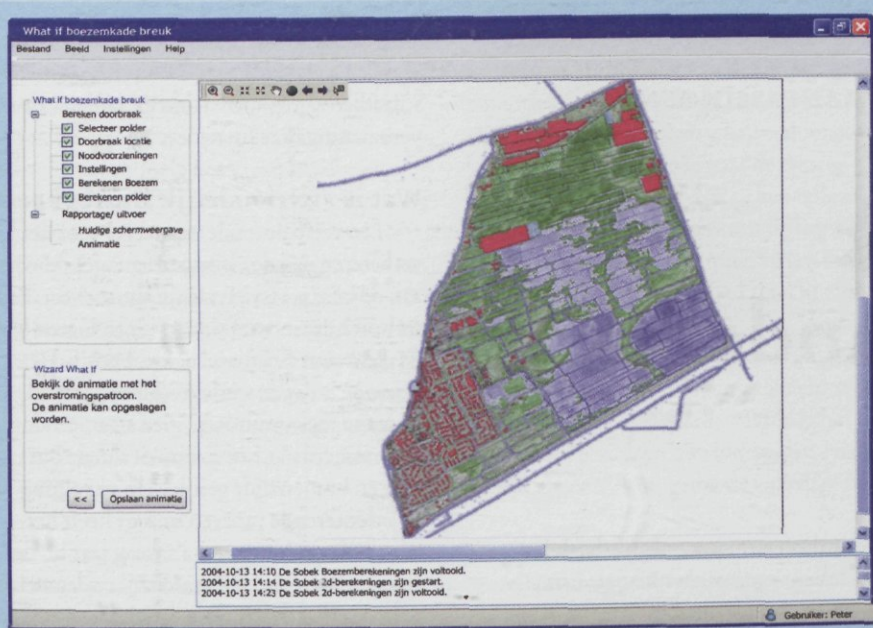 What if boezemkade breuk
Bestand Beeld Instellingen Help
What if boezemkade breuk
Bereken doorbraak
Selecteer polder
Doorbraak locatie
Noodvoorzieningen
Instellingen
Berekenen Boezem
Berekenen polder
Rapportage/ uitvoer
Huidige schermweergave
Annimatie
Wizard What If
Bekijk de animatie met het
overstromingspatroon.
De animatie kan opgeslagen
worden.
<< Opslaan animatie
2004-10-13 14:10 De Sobek Boezemberekeningen zijn voltooid.
2004-10-13 14:14 De Sobek 2d-berekeningen zijn gestart.
2004-10-13 14:23 De Sobek 2d-berekeningen zijn voltooid.
Gebruiker: Peter